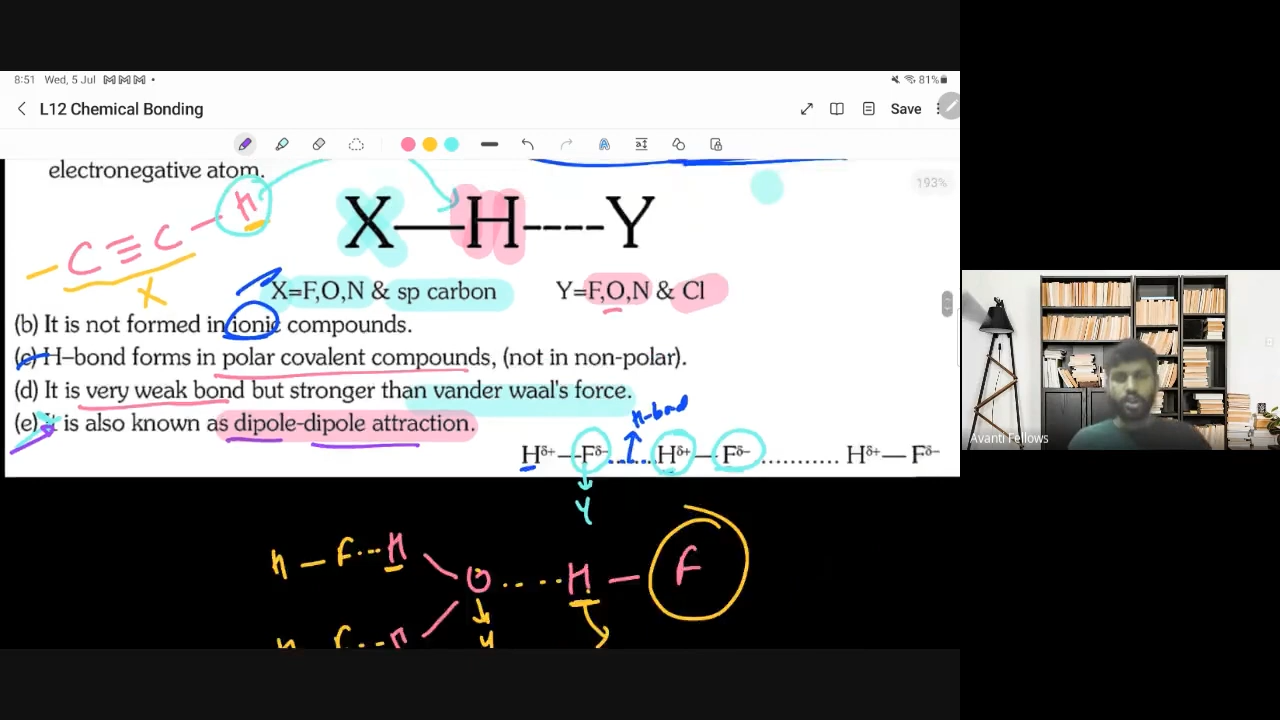 8:51 Wed, 5 Jul M M M • 81%
L12 Chemical Bonding Save
193%
electronegative atom.
X—H----Y
–C≡C–H
X
X=F,O,N & sp carbon Y=F,O,N & Cl
(b) It is not formed in ionic compounds.
(c) H–bond forms in polar covalent compounds, (not in non-polar).
(d) It is very weak bond but stronger than vander waal's force.
(e) It is also known as dipole-dipole attraction.
H-bond
Hδ+—Fδ–.......Hδ+—Fδ–...........Hδ+—Fδ–
Y
H–F---H
O....H–F
Y
Avanti Fellows